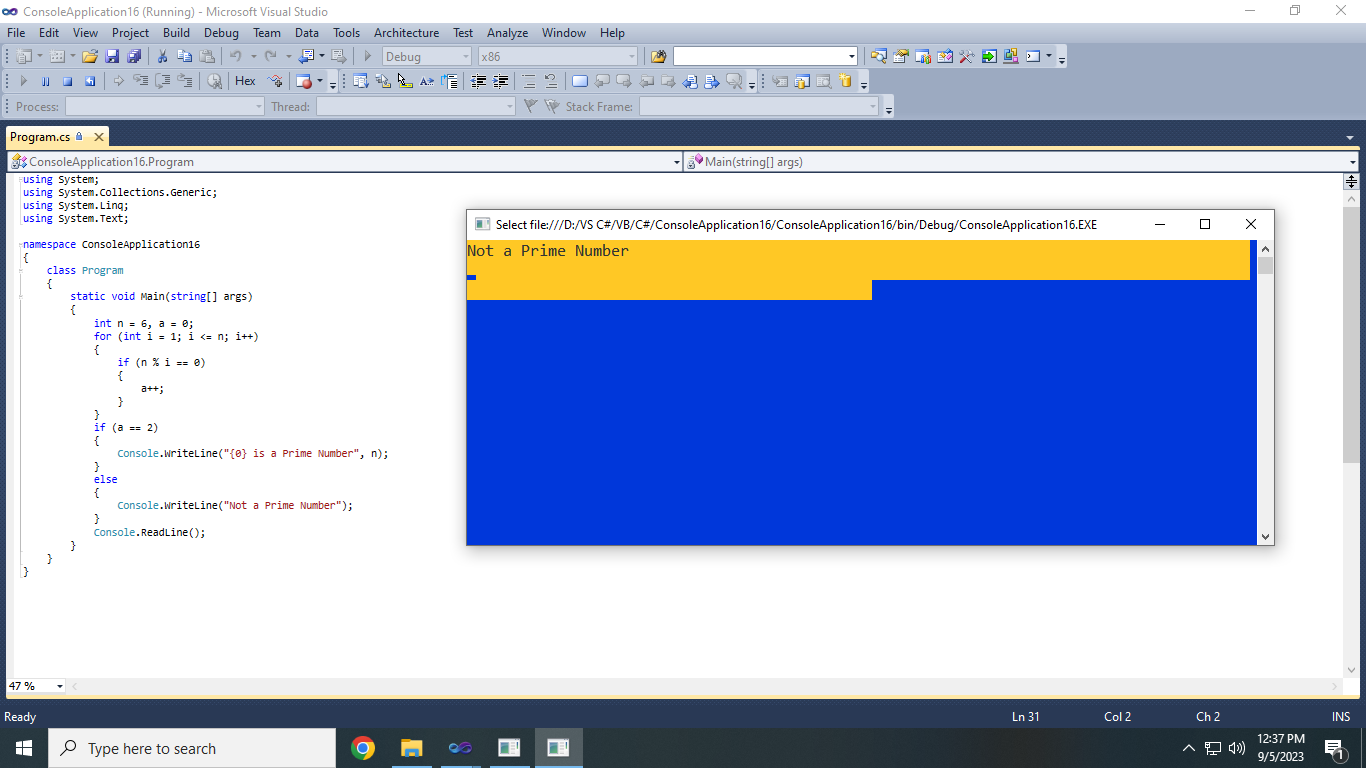 ConsoleApplication16 (Running) - Microsoft Visual Studio
File Edit View Project Build Debug Team Data Tools Architecture Test Analyze Window Help
Debug x86
Hex
Process: Thread: Stack Frame:
Program.cs
ConsoleApplication16.Program
Main(string[] args)
using System;
using System.Collections.Generic;
using System.Linq;
using System.Text;
namespace ConsoleApplication16
{
class Program
{
static void Main(string[] args)
{
int n = 6, a = 0;
for (int i = 1; i <= n; i++)
{
if (n % i == 0)
{
a++;
}
}
if (a == 2)
{
Console.WriteLine("{0} is a Prime Number", n);
}
else
{
Console.WriteLine("Not a Prime Number");
}
Console.ReadLine();
}
}
}
Select file:///D:/VS C#/VB/C#/ConsoleApplication16/ConsoleApplication16/bin/Debug/ConsoleApplication16.EXE
Not a Prime Number
47 %
Ready Ln 31 Col 2 Ch 2 INS
Type here to search
12:37 PM
9/5/2023
1